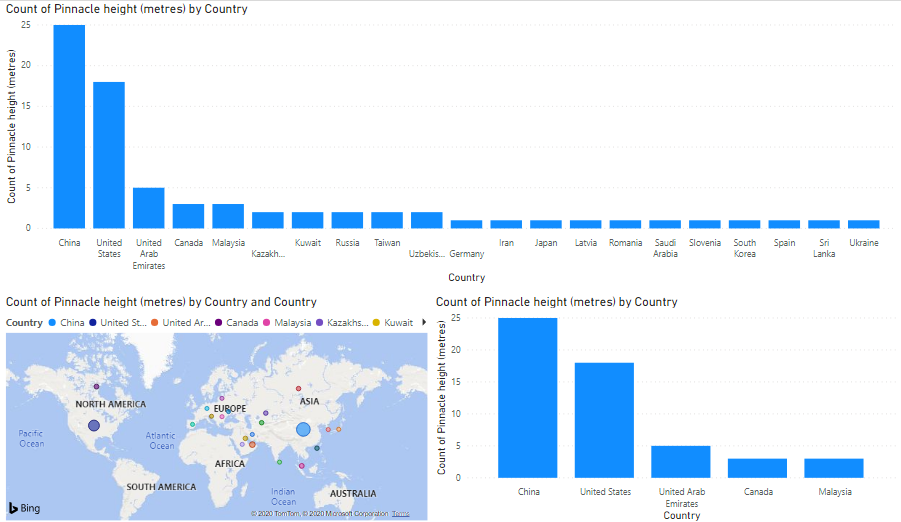 Count of Pinnacle height (metres) by Country
Count of Pinnacle height (metres)
25
20
15
10
5
0
China
United States
United Arab Emirates
Canada
Malaysia
Kazakh...
Kuwait
Russia
Taiwan
Uzbekis...
Germany
Iran
Japan
Latvia
Romania
Saudi Arabia
Slovenia
South Korea
Spain
Sri Lanka
Ukraine
Country
Count of Pinnacle height (metres) by Country and Country
Country China United St... United Ar... Canada Malaysia Kazakhs... Kuwait
NORTH AMERICA
EUROPE
ASIA
Pacific Ocean
Atlantic Ocean
AFRICA
SOUTH AMERICA
Indian Ocean
AUSTRALIA
Bing
© 2020 TomTom, © 2020 Microsoft Corporation Terms
Count of Pinnacle height (metres) by Country
Count of Pinnacle height (metres)
25
20
15
10
5
0
China
United States
United Arab Emirates
Canada
Malaysia
Country